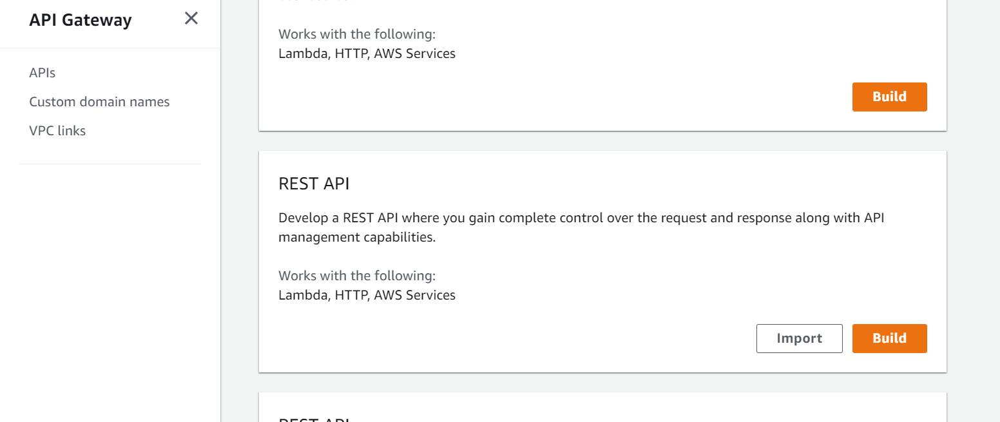 API Gateway
APIs
Custom domain names
VPC links
Works with the following:
Lambda, HTTP, AWS Services
Build
REST API
Develop a REST API where you gain complete control over the request and response along with API
management capabilities.
Works with the following:
Lambda, HTTP, AWS Services
Import
Build
REST API